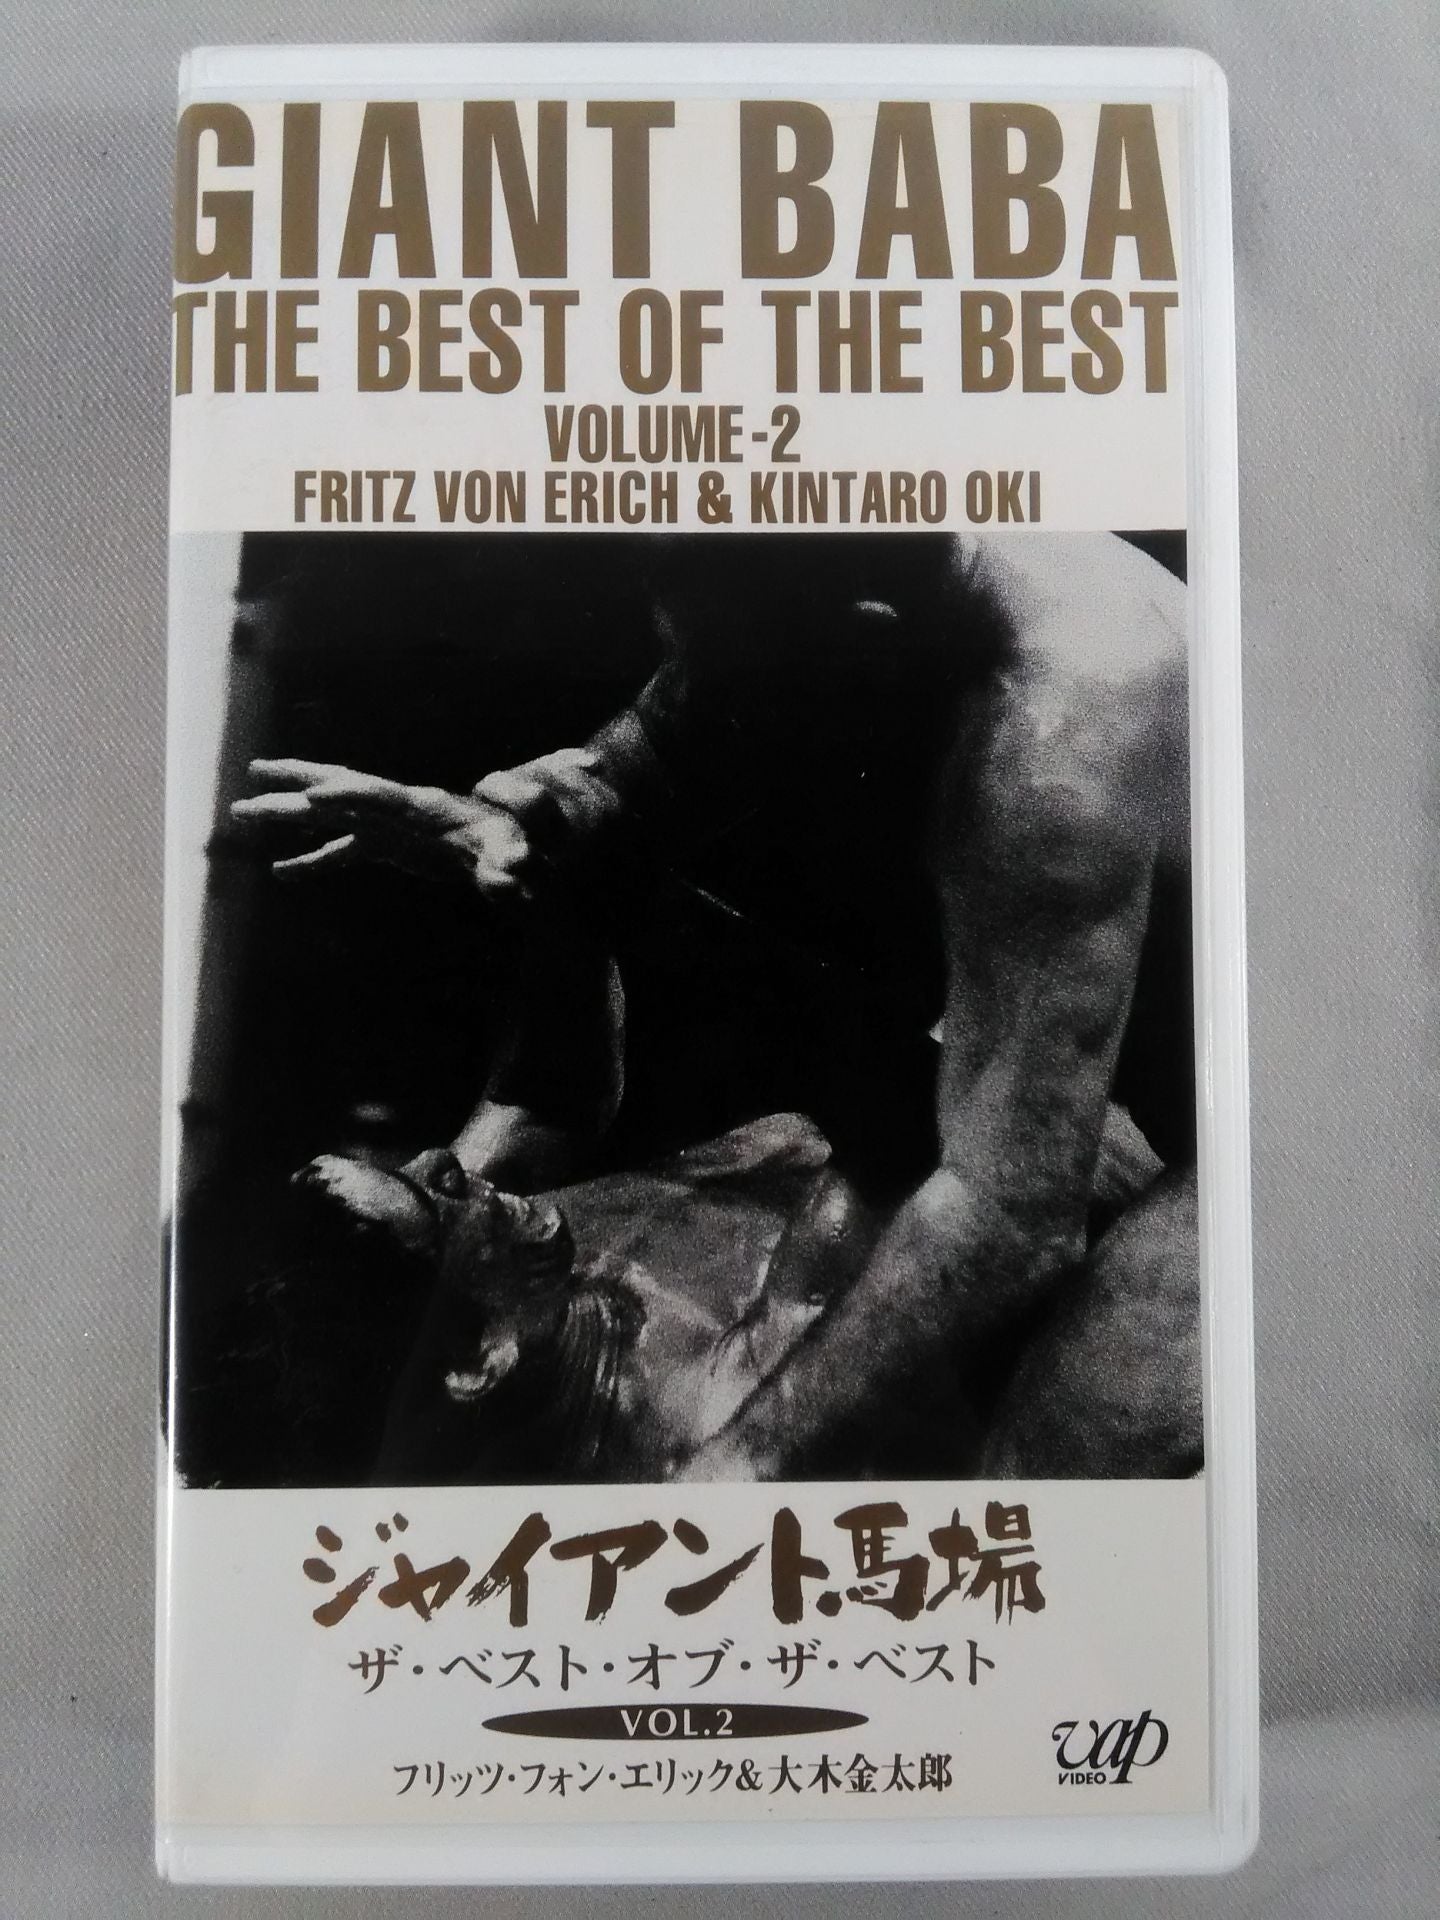 GIANT BABA
THE BEST OF THE BEST
VOLUME-2
FRITZ VON ERICH & KINTARO OKI
ジャイアント馬場
ザ・ベスト・オブ・ザ・ベスト
VOL.2
フリッツ・フォン・エリック&大木金太郎
vap
VIDEO